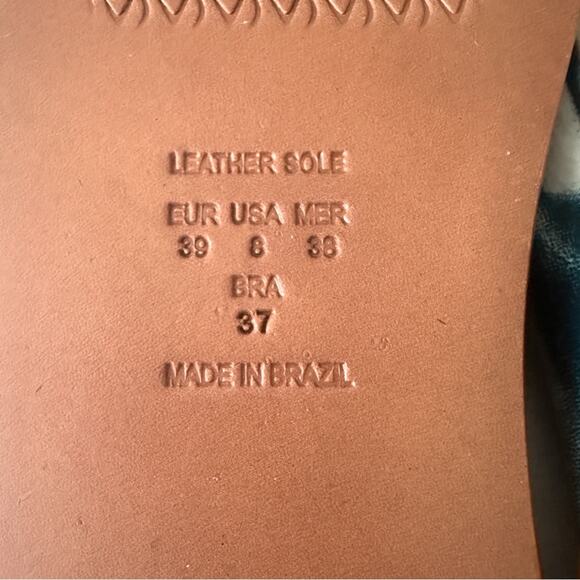 LEATHER SOLE
EUR USA MER
39 8 38
BRA
37
MADE IN BRAZIL